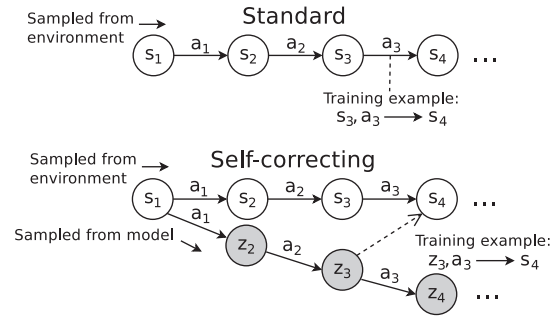 Standard
Sampled from
environment
s1 a1 s2 a2 s3 a3 s4 ...
Training example:
s3, a3 → s4
Self-correcting
Sampled from
environment
s1 a1 s2 a2 s3 a3 s4 ...
a1
Sampled from model
z2 a2 z3 a3 z4 ...
Training example:
z3, a3 → s4